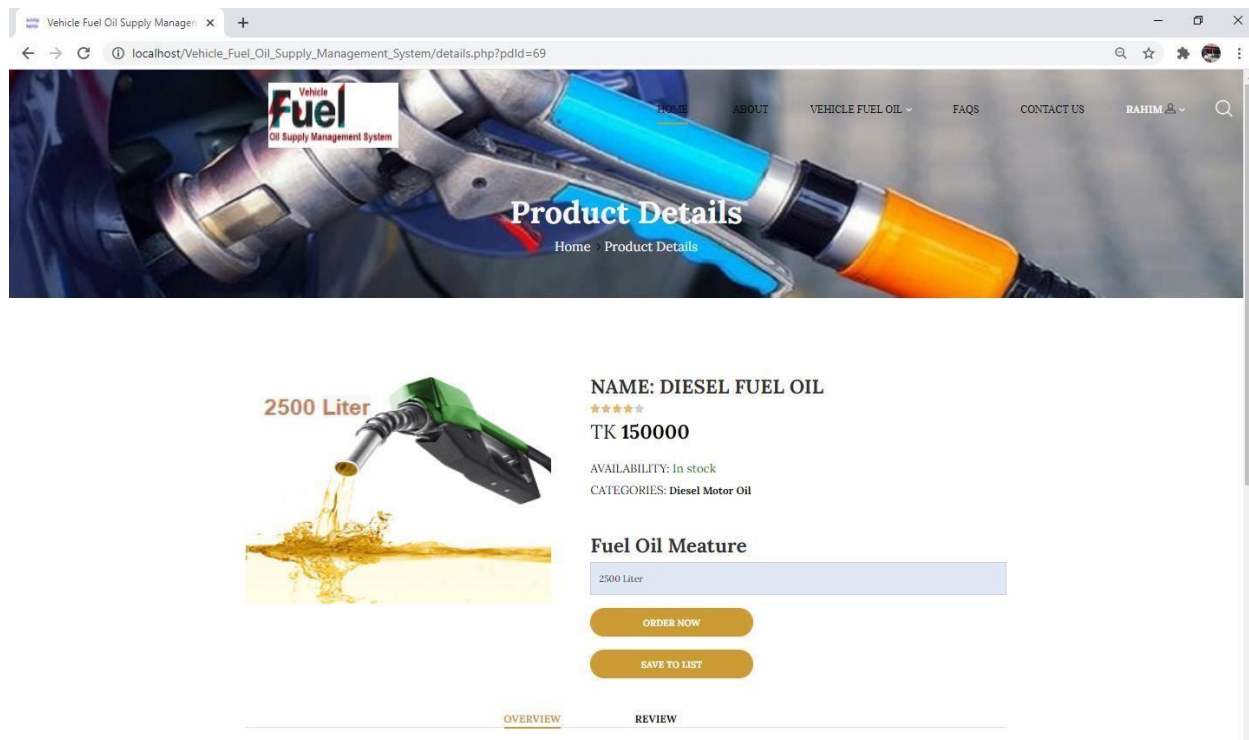 Vehicle Fuel Oil Supply Managen
localhost/Vehicle_Fuel_Oil_Supply_Management_System/details.php?pdId=69
Vehicle
Fuel
Oil Supply Management System
HOME ABOUT VEHICLE FUEL OIL FAQS CONTACT US RAHIM
Product Details
Home > Product Details
2500 Liter
NAME: DIESEL FUEL OIL
TK 150000
AVAILABILITY: In stock
CATEGORIES: Diesel Motor Oil
Fuel Oil Meature
2500 Liter
ORDER NOW
SAVE TO LIST
OVERVIEW REVIEW